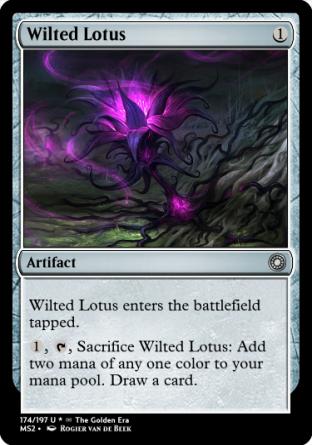 Wilted Lotus 1
Artifact
Wilted Lotus enters the battlefield
tapped.
1, , Sacrifice Wilted Lotus: Add
two mana of any one color to your
mana pool. Draw a card.
174/197 U * ∞ The Golden Era
MS2 • Rogier van de Beek